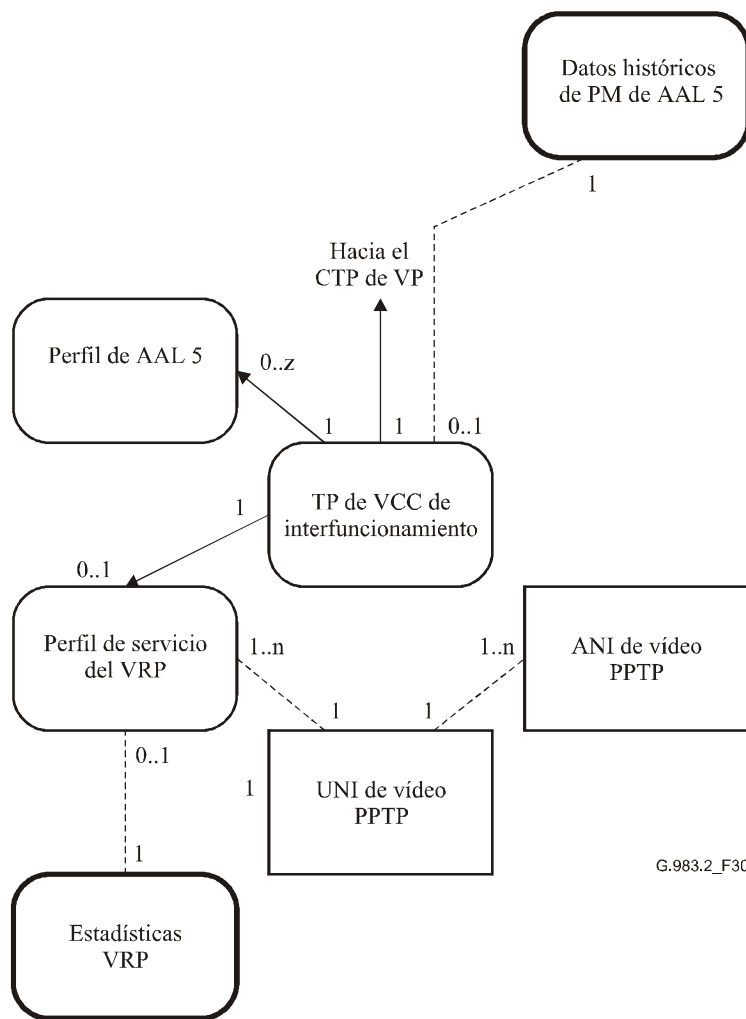 Datos históricos
de PM de AAL 5
1
Hacia el
CTP de VP
Perfil de AAL 5
0..z
1
1
0..1
TP de VCC de
interfuncionamiento
1
0..1
Perfil de servicio
del VRP
1..n
1..n
ANI de vídeo
PPTP
1
1
0..1
1
UNI de vídeo
PPTP
1
G.983.2_F30
Estadísticas
VRP